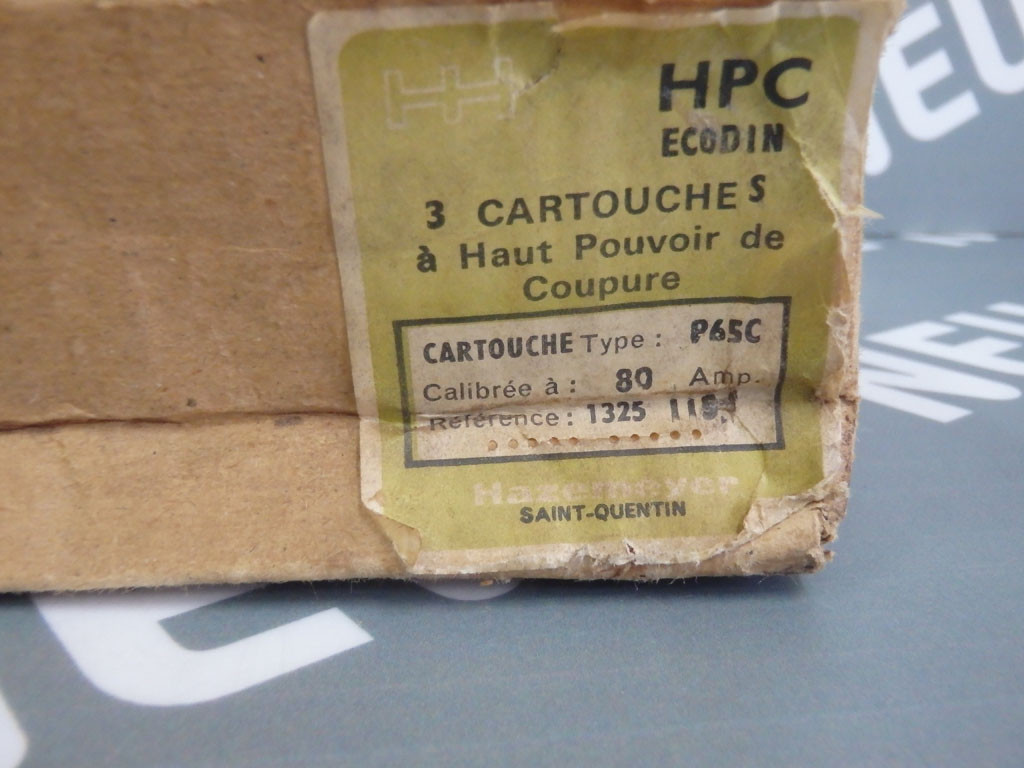 HPC
ECODIN
3 CARTOUCHES
à Haut Pouvoir de
Coupure
CARTOUCHE Type : P65C
Calibrée à : 80 Amp.
Référence : 1325
Hazemeyer
SAINT-QUENTIN